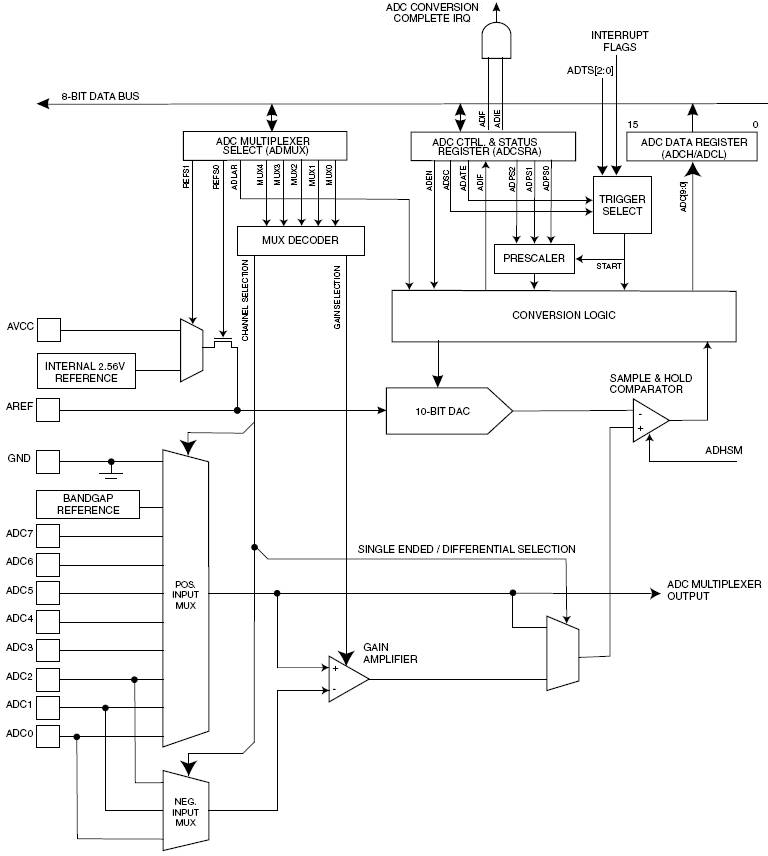 ADC CONVERSION
COMPLETE IRQ
INTERRUPT
FLAGS
ADTS[2:0]
8-BIT DATA BUS
ADIF
ADIE
15
0
ADC MULTIPLEXER
SELECT (ADMUX)
ADC CTRL. & STATUS
REGISTER (ADCSRA)
ADC DATA REGISTER
(ADCH/ADCL)
REFS1
REFS0
ADLAR
MUX4
MUX3
MUX2
MUX1
MUX0
ADEN
ADSC
ADATE
ADIF
ADPS2
ADPS1
ADPS0
TRIGGER
SELECT
ADC[9:0]
MUX DECODER
PRESCALER
START
CHANNEL SELECTION
GAIN SELECTION
CONVERSION LOGIC
AVCC
INTERNAL 2.56V
REFERENCE
SAMPLE & HOLD
COMPARATOR
AREF
10-BIT DAC
-
+
GND
ADHSM
BANDGAP
REFERENCE
ADC7
SINGLE ENDED / DIFFERENTIAL SELECTION
ADC6
ADC5
POS.
INPUT
MUX
ADC MULTIPLEXER
OUTPUT
ADC4
ADC3
GAIN
AMPLIFIER
+
-
ADC2
ADC1
ADC0
NEG.
INPUT
MUX